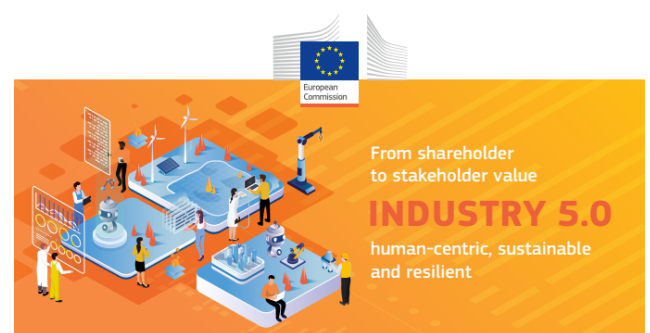 European
Commission
From shareholder
to stakeholder value
INDUSTRY 5.0
human-centric, sustainable
and resilient